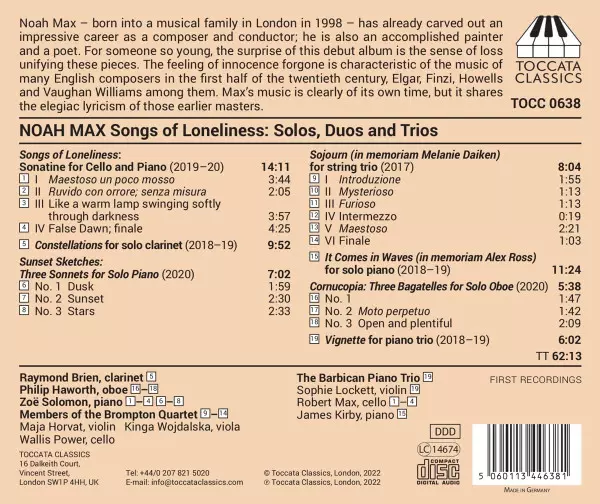 Noah Max – born into a musical family in London in 1998 – has already carved out an
impressive career as a composer and conductor; he is also an accomplished painter
and a poet. For someone so young, the surprise of this debut album is the sense of loss
unifying these pieces. The feeling of innocence forgone is characteristic of the music of
many English composers in the first half of the twentieth century, Elgar, Finzi, Howells
and Vaughan Williams among them. Max's music is clearly of its own time, but it shares
the elegiac lyricism of those earlier masters.
TOCCATA
CLASSICS
TOCC 0638
NOAH MAX Songs of Loneliness: Solos, Duos and Trios
Songs of Loneliness:
Sonatine for Cello and Piano (2019–20) 14:11
1 I Maestoso un poco mosso 3:44
2 II Ruvido con orrore; senza misura 2:05
3 III Like a warm lamp swinging softly
through darkness 3:57
4 IV False Dawn; finale 4:25
5 Constellations for solo clarinet (2018–19) 9:52
Sunset Sketches:
Three Sonnets for Solo Piano (2020) 7:02
6 No. 1 Dusk 1:59
7 No. 2 Sunset 2:30
8 No. 3 Stars 2:33
Sojourn (in memoriam Melanie Daiken)
for string trio (2017) 8:04
9 I Introduzione 1:55
10 II Mysterioso 1:13
11 III Furioso 1:13
12 IV Intermezzo 0:19
13 V Maestoso 2:21
14 VI Finale 1:03
15 It Comes in Waves (in memoriam Alex Ross)
for solo piano (2018–19) 11:24
Cornucopia: Three Bagatelles for Solo Oboe (2020) 5:38
16 No. 1 1:47
17 No. 2 Moto perpetuo 1:42
18 No. 3 Open and plentiful 2:09
19 Vignette for piano trio (2018–19) 6:02
TT 62:13
Raymond Brien, clarinet 5
Philip Haworth, oboe 16–18
Zoë Solomon, piano 1–4 6–8
Members of the Brompton Quartet 9–14
Maja Horvat, violin Kinga Wojdalska, viola
Wallis Power, cello
The Barbican Piano Trio 19
Sophie Lockett, violin 19
Robert Max, cello 1–4
James Kirby, piano 15
FIRST RECORDINGS
TOCCATA CLASSICS
16 Dalkeith Court,
Vincent Street,
London SW1P 4HH, UK
Tel: +44/0 207 821 5020
E-mail: info@toccataclassics.com
℗ Toccata Classics, London, 2022
© Toccata Classics, London, 2022
DDD
LC 14674
COMPACT
disc
DIGITAL AUDIO
5 060113 446381
MADE IN GERMANY